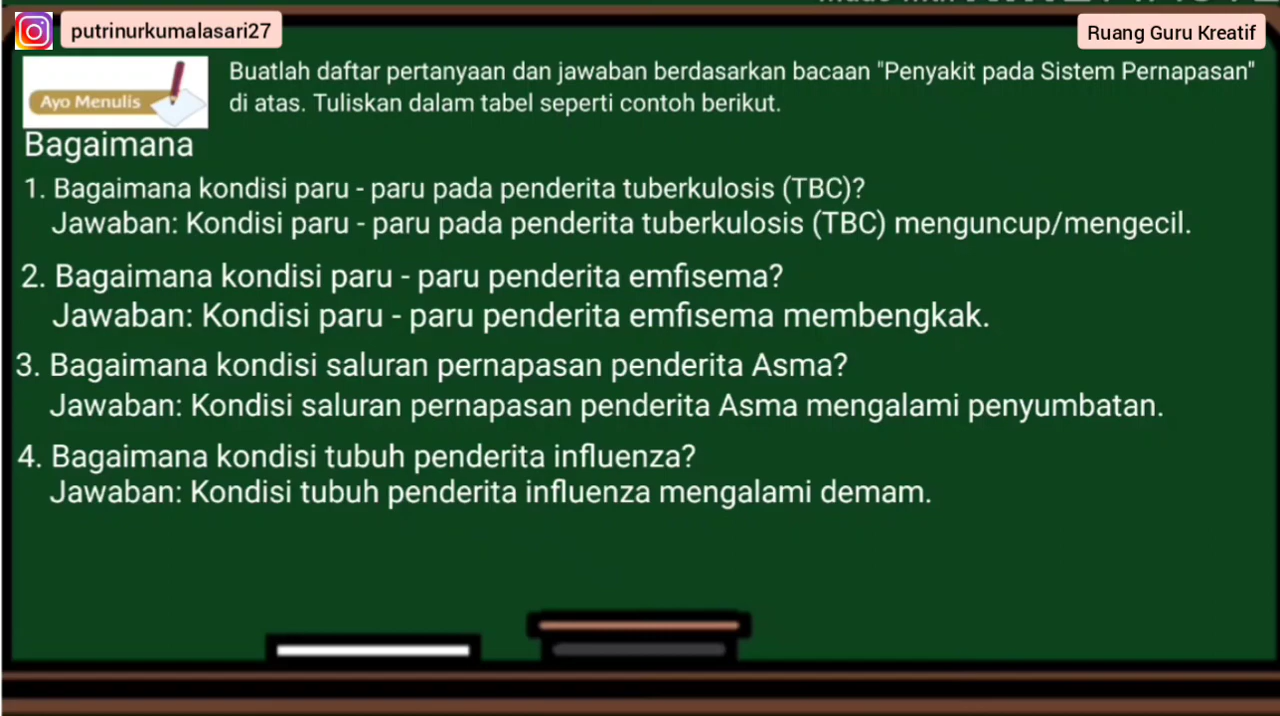 putrinurkumalasari27
Ruang Guru Kreatif
Ayo Menulis
Buatlah daftar pertanyaan dan jawaban berdasarkan bacaan "Penyakit pada Sistem Pernapasan"
di atas. Tuliskan dalam tabel seperti contoh berikut.
Bagaimana
1. Bagaimana kondisi paru - paru pada penderita tuberkulosis (TBC)?
Jawaban: Kondisi paru - paru pada penderita tuberkulosis (TBC) menguncup/mengecil.
2. Bagaimana kondisi paru - paru penderita emfisema?
Jawaban: Kondisi paru - paru penderita emfisema membengkak.
3. Bagaimana kondisi saluran pernapasan penderita Asma?
Jawaban: Kondisi saluran pernapasan penderita Asma mengalami penyumbatan.
4. Bagaimana kondisi tubuh penderita influenza?
Jawaban: Kondisi tubuh penderita influenza mengalami demam.